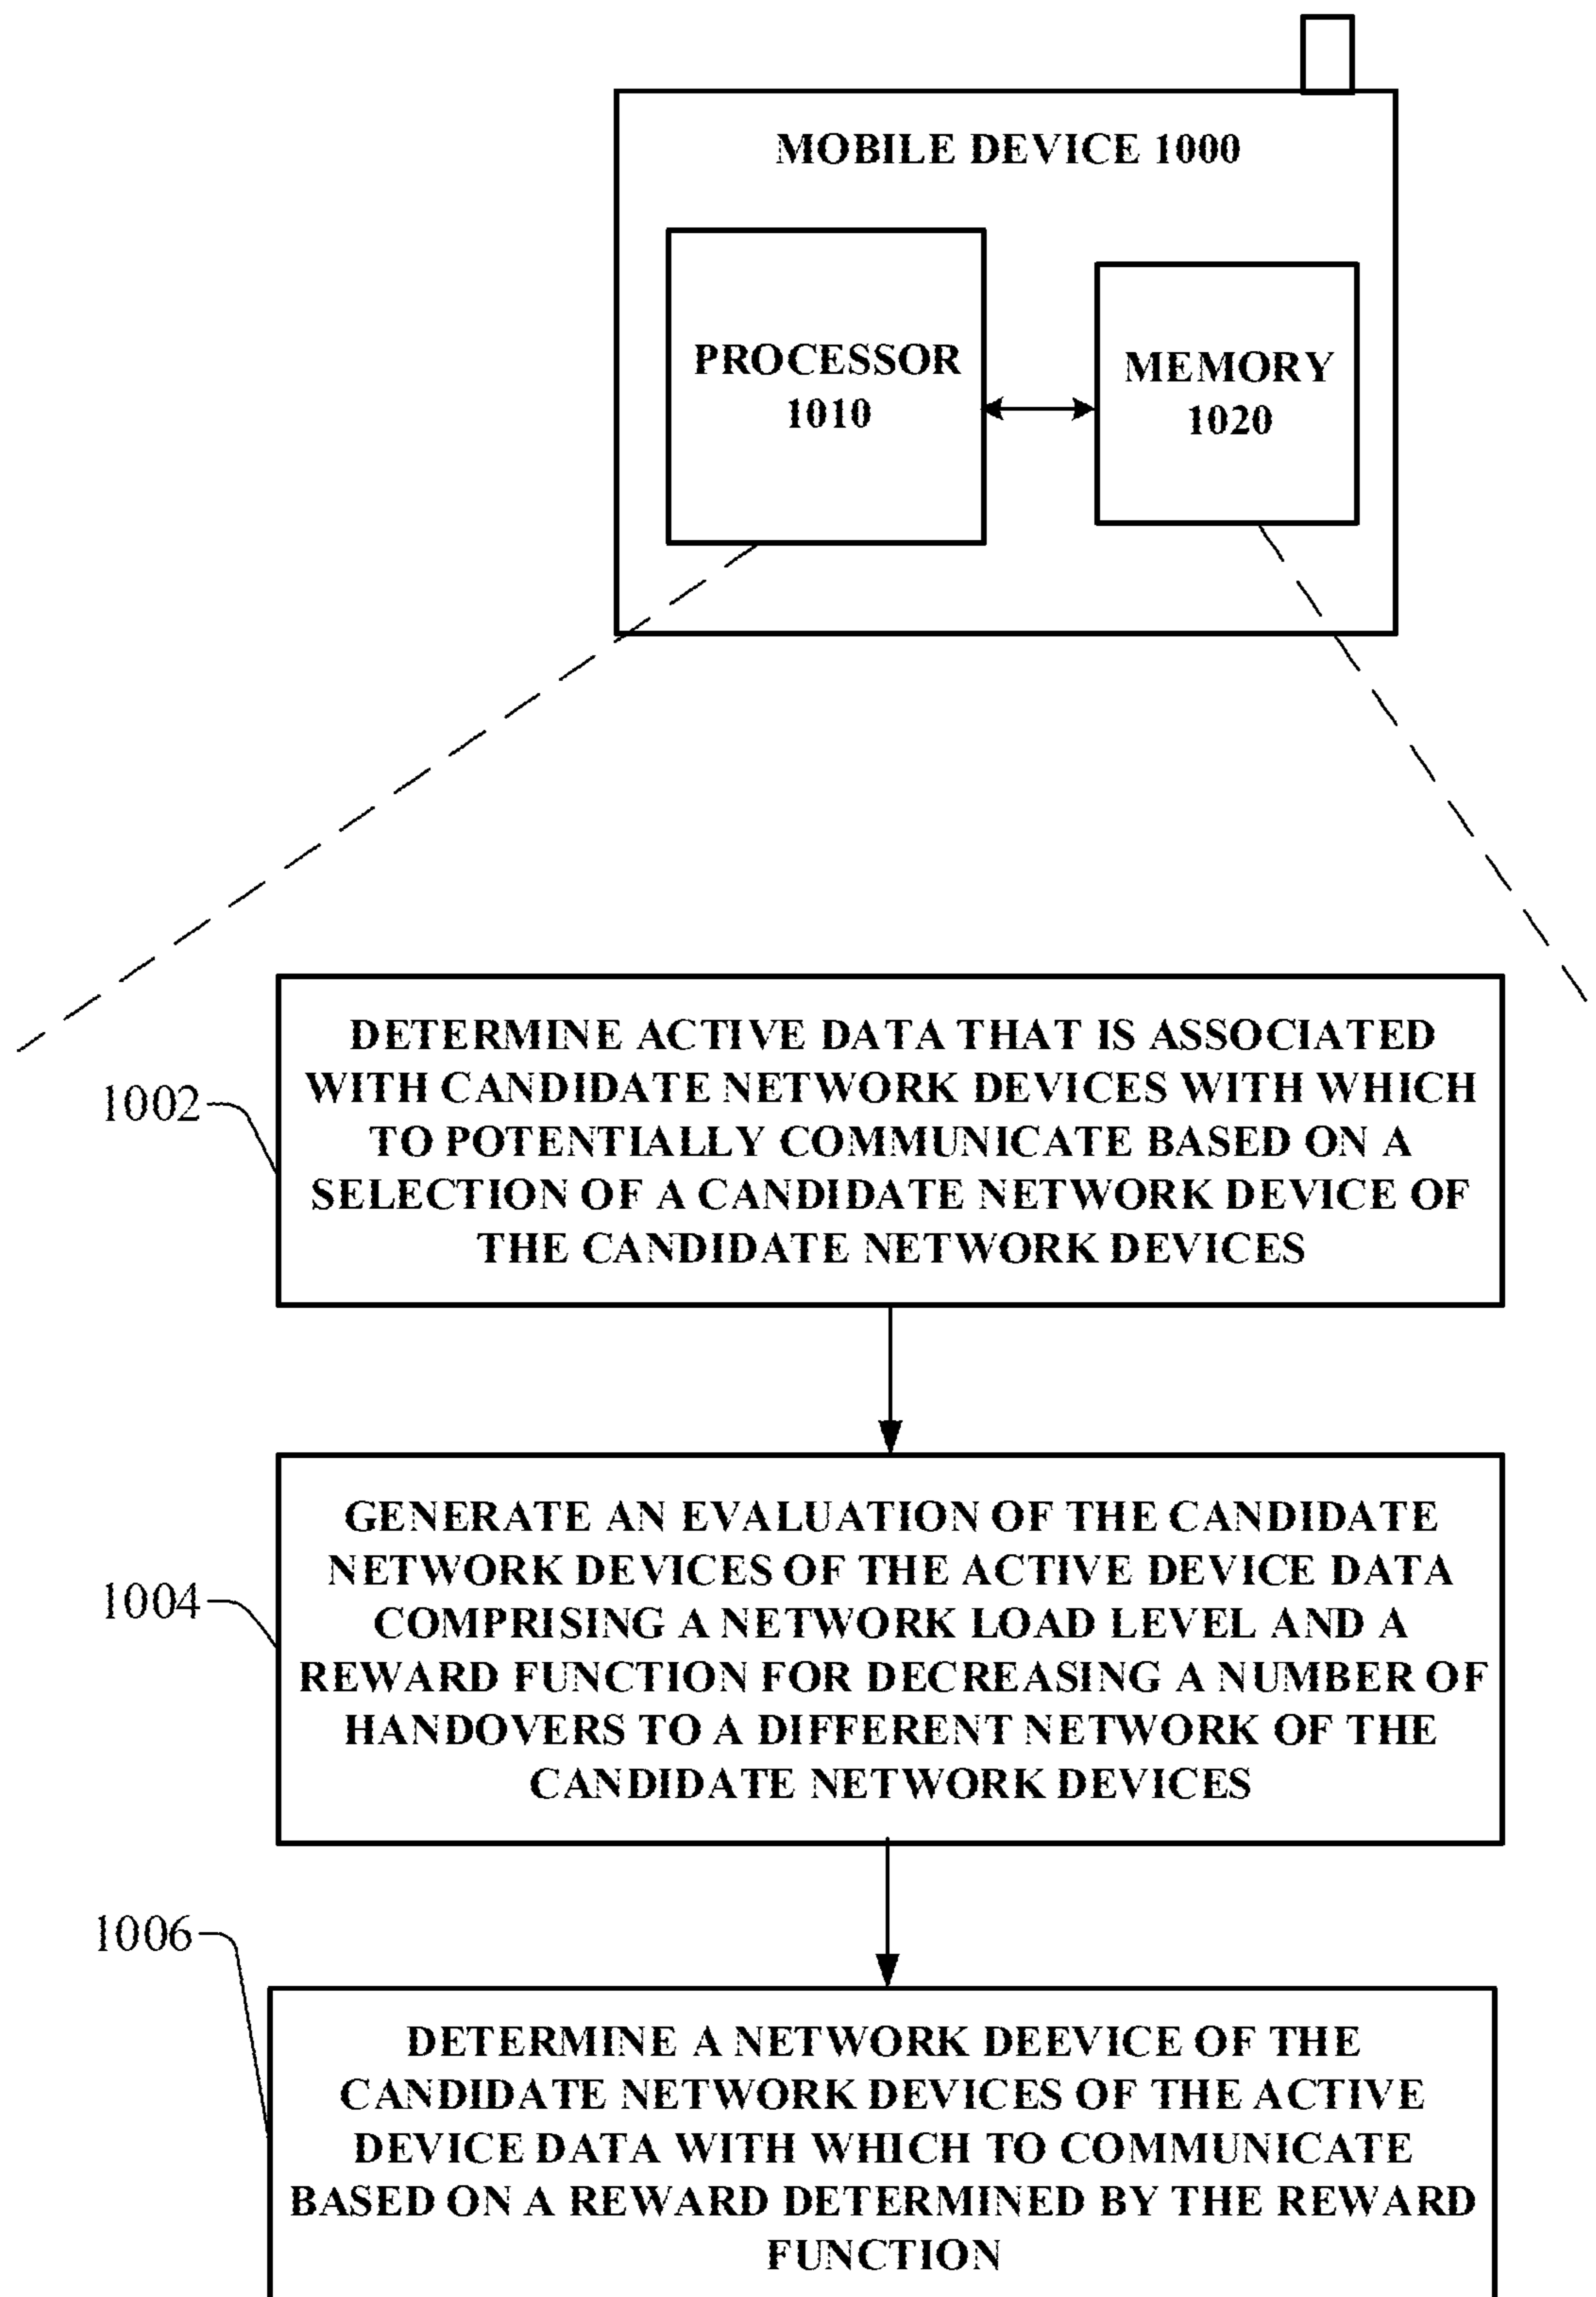 MOBILE DEVICE 1000
PROCESSOR
1010
MEMORY
1020
DETERMINE ACTIVE DATA THAT IS ASSOCIATED
WITH CANDIDATE NETWORK DEVICES WITH WHICH
TO POTENTIALLY COMMUNICATE BASED ON A
SELECTION OF A CANDIDATE NETWORK DEVICE OF
THE CANDIDATE NETWORK DEVICES
1002
GENERATE AN EVALUATION OF THE CANDIDATE
NETWORK DEVICES OF THE ACTIVE DEVICE DATA
COMPRISING A NETWORK LOAD LEVEL AND A
REWARD FUNCTION FOR DECREASING A NUMBER OF
HANDOVERS TO A DIFFERENT NETWORK OF THE
CANDIDATE NETWORK DEVICES
1004
1006
DETERMINE A NETWORK DEEVICE OF THE
CANDIDATE NETWORK DEVICES OF THE ACTIVE
DEVICE DATA WITH WHICH TO COMMUNICATE
BASED ON A REWARD DETERMINED BY THE REWARD
FUNCTION